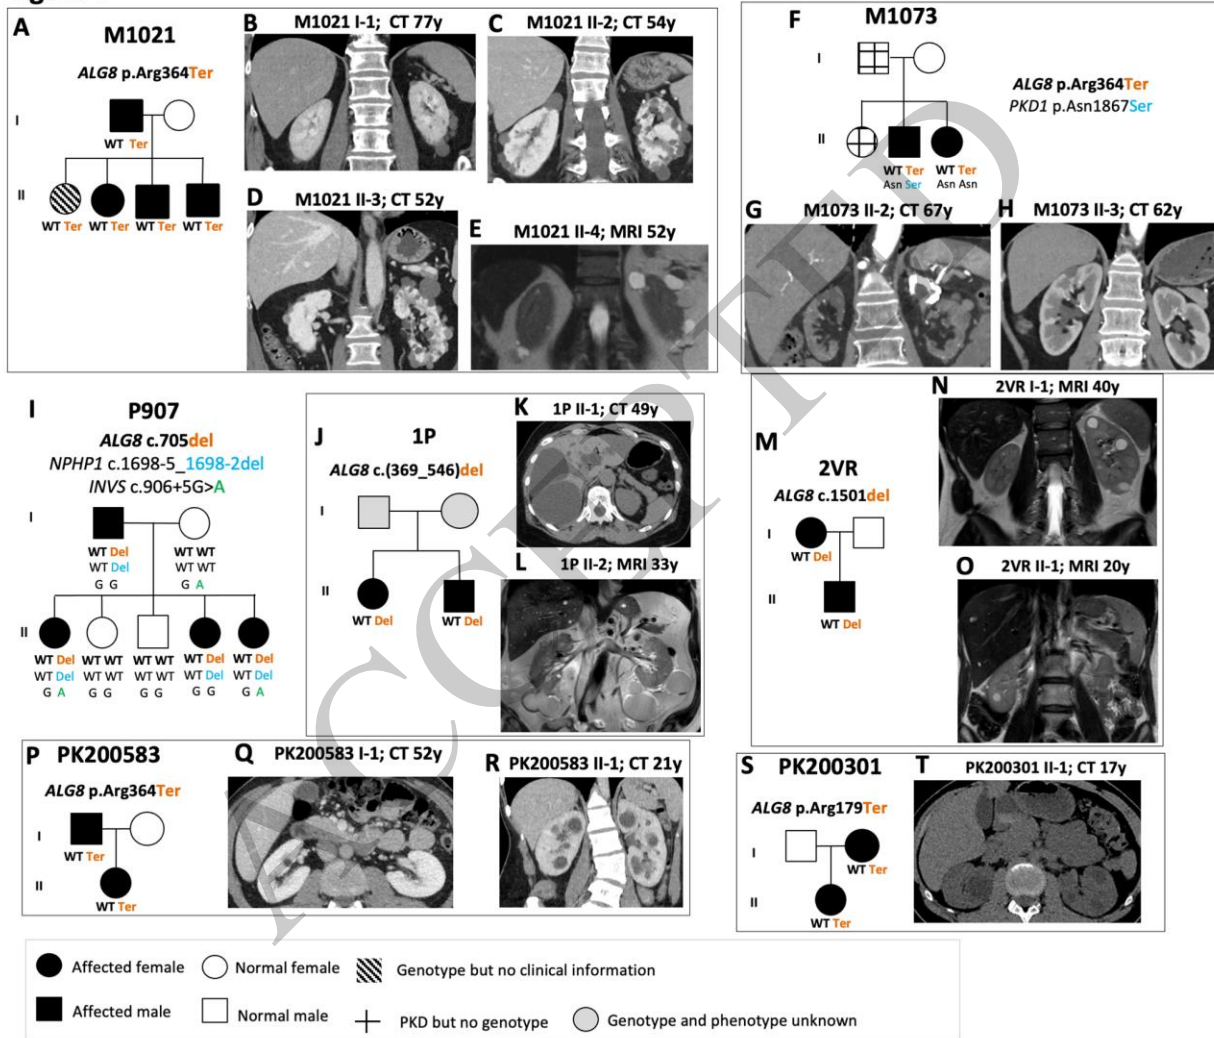 A
M1021
ALG8 p.Arg364Ter
I
WT Ter
II
WT Ter WT Ter WT Ter WT Ter
B M1021 I-1; CT 77y
C M1021 II-2; CT 54y
D M1021 II-3; CT 52y
E M1021 II-4; MRI 52y
F M1073
I
ALG8 p.Arg364Ter
PKD1 p.Asn1867Ser
II
WT Ter WT Ter
Asn Ser Asn Asn
G M1073 II-2; CT 67y
H M1073 II-3; CT 62y
I P907
ALG8 c.705del
NPHP1 c.1698-5_1698-2del
INVS c.906+5G>A
I
WT Del WT WT
WT Del WT WT
G G G A
II
WT Del WT WT WT WT WT Del WT Del
WT Del WT WT WT WT WT Del WT Del
G A G G G G G G G A
J 1P
ALG8 c.(369_546)del
I
II
WT Del WT Del
K 1P II-1; CT 49y
L 1P II-2; MRI 33y
M
2VR
ALG8 c.1501del
I
WT Del
II
WT Del
N 2VR I-1; MRI 40y
O 2VR II-1; MRI 20y
P PK200583
ALG8 p.Arg364Ter
I
WT Ter
II
WT Ter
Q PK200583 I-1; CT 52y
R PK200583 II-1; CT 21y
S PK200301
ALG8 p.Arg179Ter
I
WT Ter
II
WT Ter
T PK200301 II-1; CT 17y
Affected female Normal female Genotype but no clinical information
Affected male Normal male PKD but no genotype Genotype and phenotype unknown
ACCEPTED